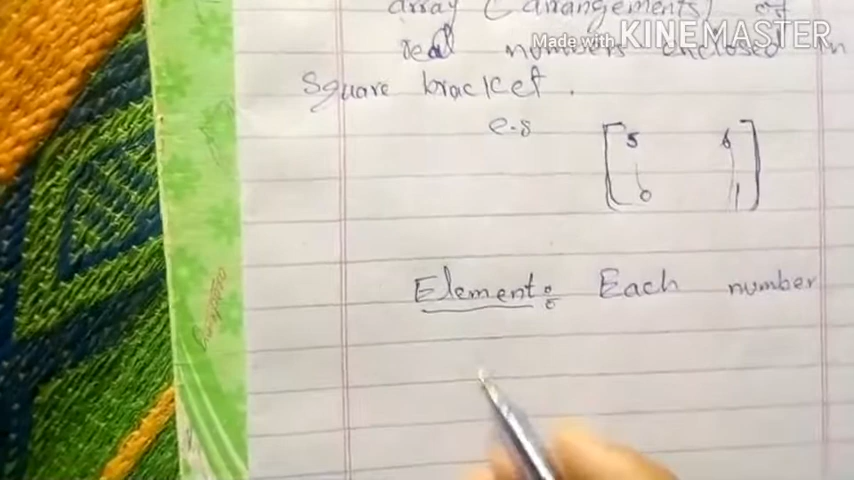 array (arrangements) of
Made with KINEMASTER
real numbers enclosed in
Square bracket.
e.g
5 6
0 1
Element: Each number